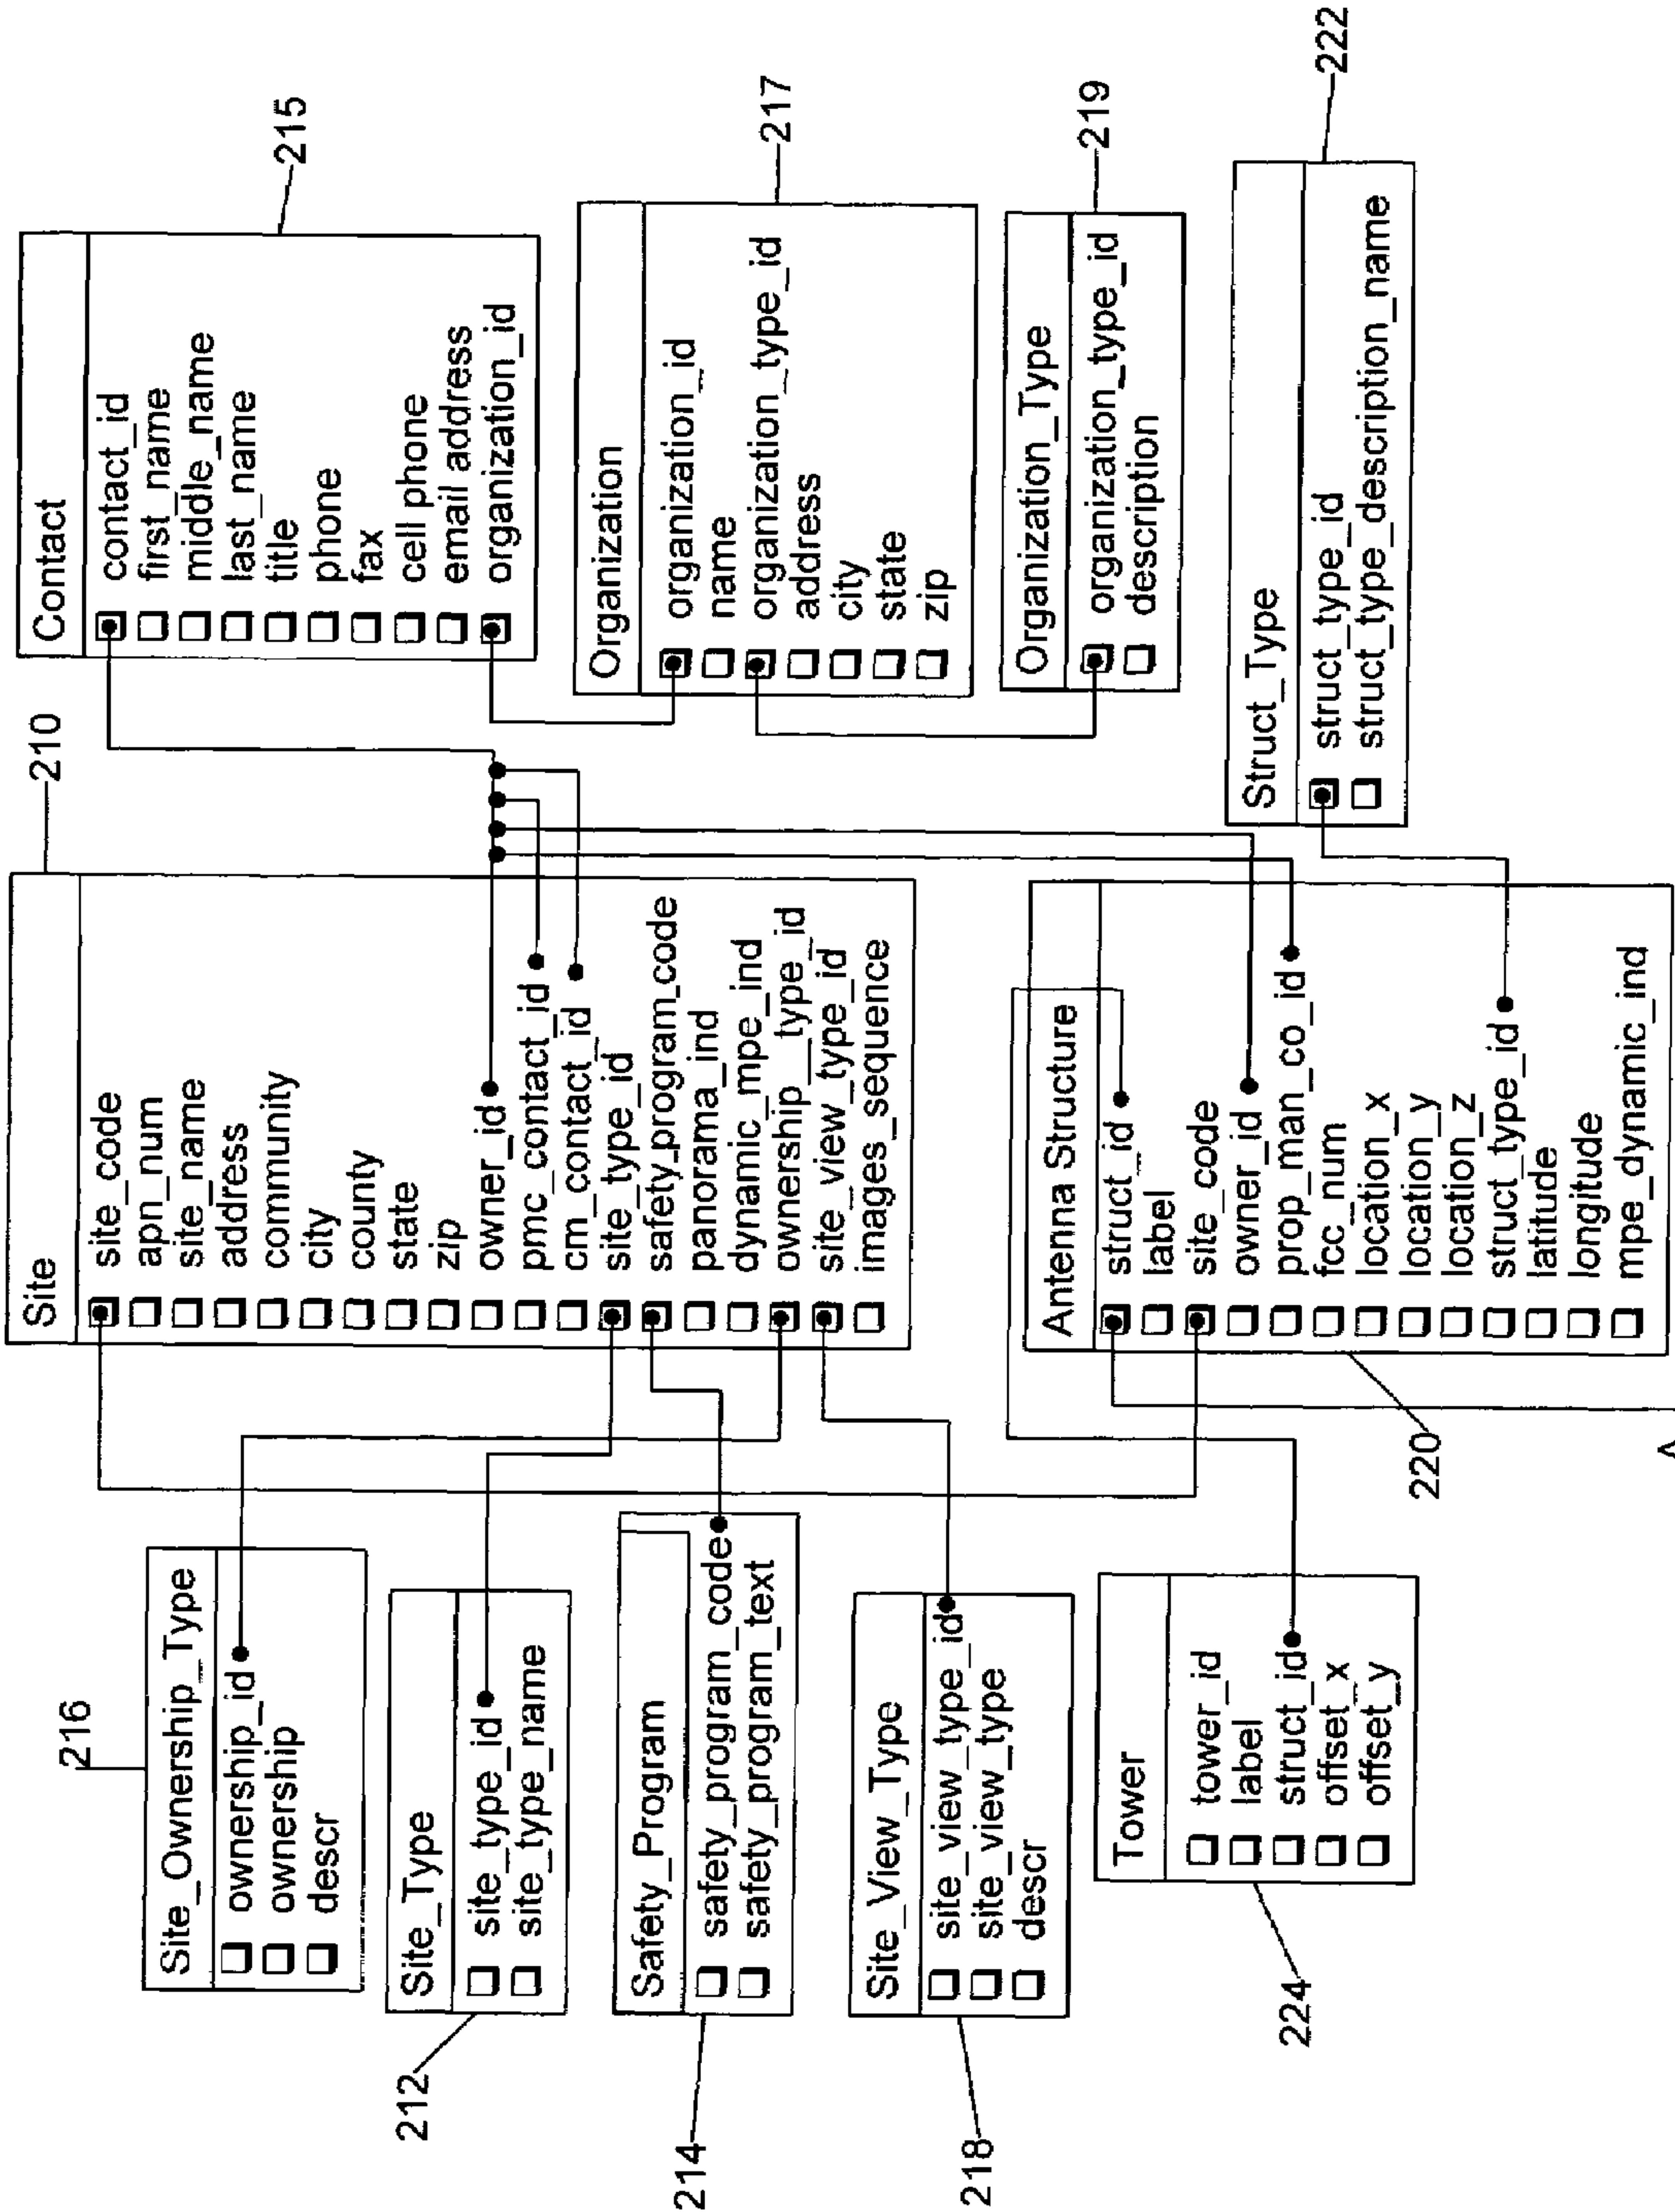 216
Site_Ownership_Type
ownership_id
ownership
descr
212
Site_Type
site_type_id
site_type_name
214
Safety_Program
safety_program_code
safety_program_text
218
Site_View_Type
site_view_type_id
site_view_type
descr
224
Tower
tower_id
label
struct_id
offset_x
offset_y
210
Site
site_code
apn_num
site_name
address
community
city
county
state
zip
owner_id
pmc_contact_id
cm_contact_id
site_type_id
safety_program_code
panorama_ind
dynamic_mpe_ind
ownership__type_id
site_view_type_id
images_sequence
220
Antenna Structure
struct_id
label
site_code
owner_id
prop_man_co_id
fcc_num
location_x
location_y
location_z
struct_type_id
latitude
longitude
mpe_dynamic_ind
215
Contact
contact_id
first_name
middle_name
last_name
title
phone
fax
cell phone
email address
organization_id
217
Organization
organization_id
name
organization_type_id
address
city
state
zip
219
Organization_Type
organization_type_id
description
222
Struct_Type
struct_type_id
struct_type_description_name